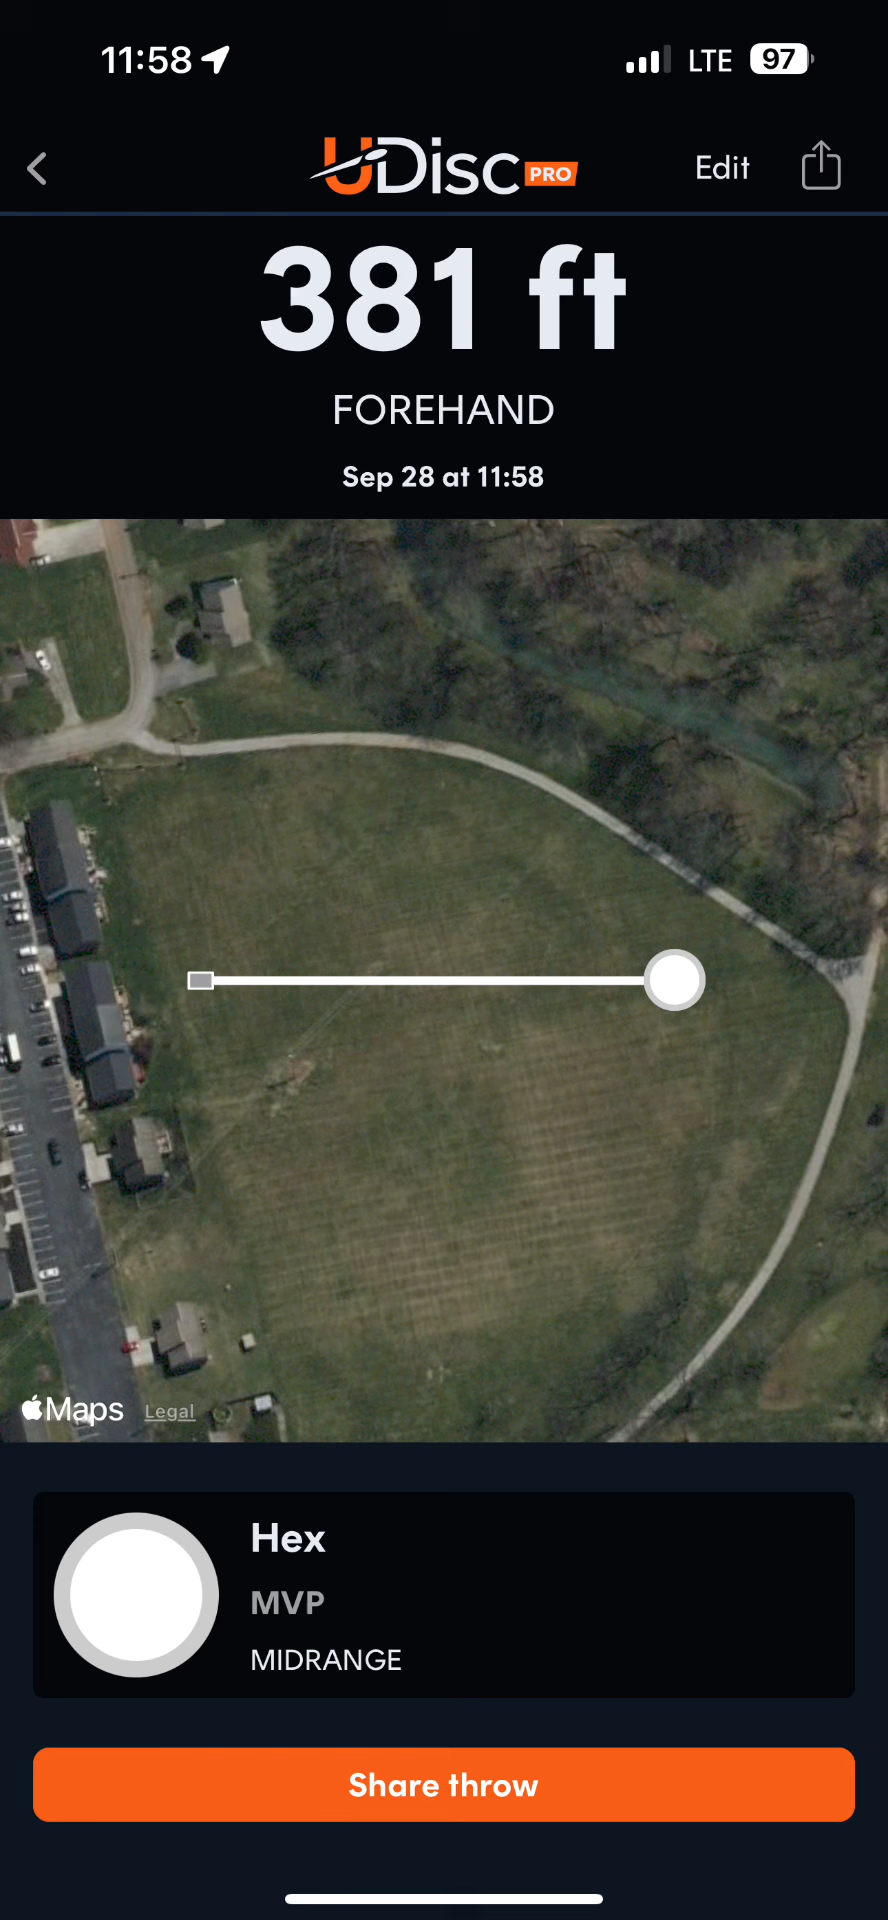 11:58
LTE 97
UDisc PRO
Edit
381 ft
FOREHAND
Sep 28 at 11:58
Maps Legal
Hex
MVP
MIDRANGE
Share throw